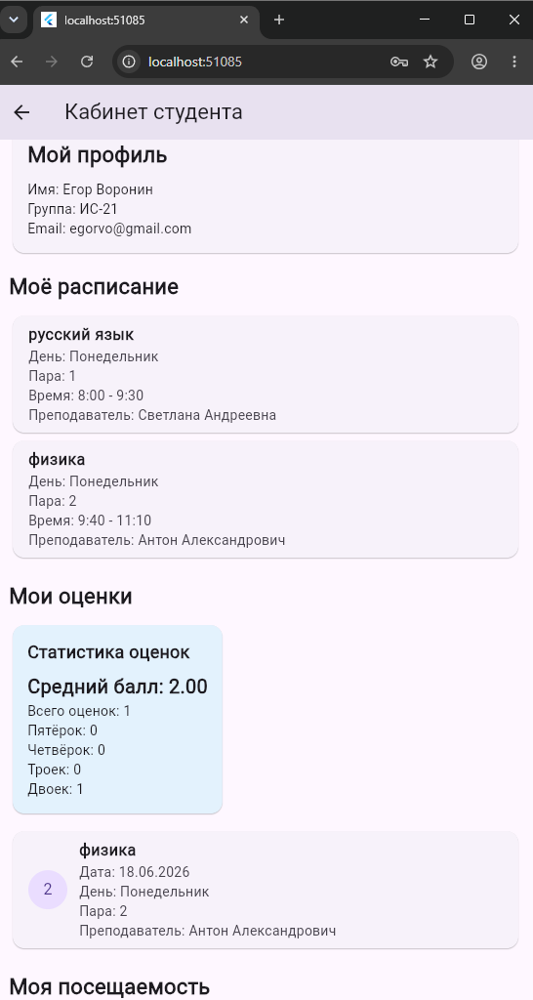 localhost:51085
localhost:51085
Кабинет студента
Мой профиль
Имя: Егор Воронин
Группа: ИС-21
Email: egorvo@gmail.com
Моё расписание
русский язык
День: Понедельник
Пара: 1
Время: 8:00 - 9:30
Преподаватель: Светлана Андреевна
физика
День: Понедельник
Пара: 2
Время: 9:40 - 11:10
Преподаватель: Антон Александрович
Мои оценки
Статистика оценок
Средний балл: 2.00
Всего оценок: 1
Пятёрок: 0
Четвёрок: 0
Троек: 0
Двоек: 1
физика
Дата: 18.06.2026
2
День: Понедельник
Пара: 2
Преподаватель: Антон Александрович
Моя посещаемость